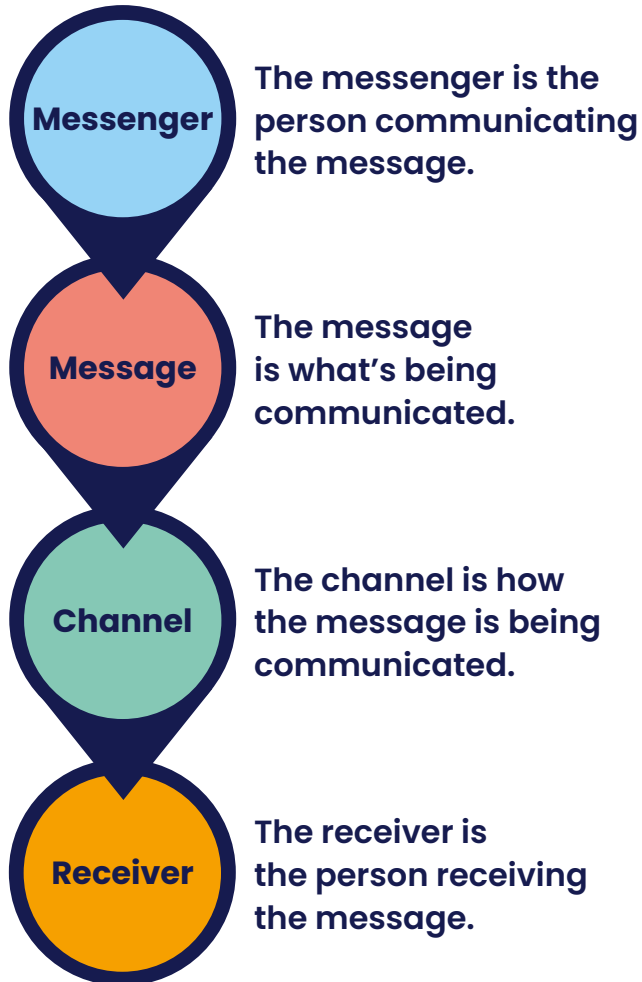 Messenger
The messenger is the
person communicating
the message.
Message
The message
is what’s being
communicated.
Channel
The channel is how
the message is being
communicated.
Receiver
The receiver is
the person receiving
the message.